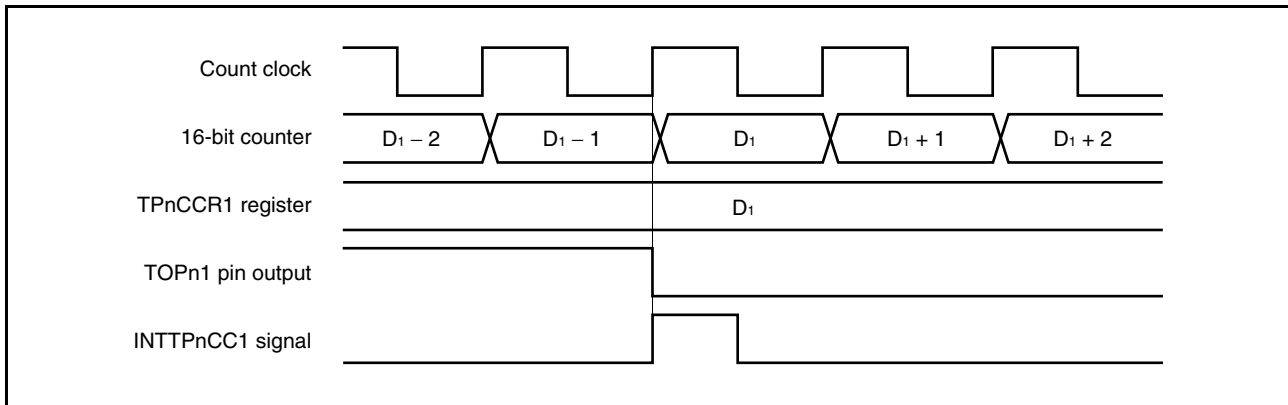 Count clock
16-bit counter D₁ − 2 D₁ − 1 D₁ D₁ + 1 D₁ + 2
TPnCCR1 register D₁
TOPn1 pin output
INTTPnCC1 signal